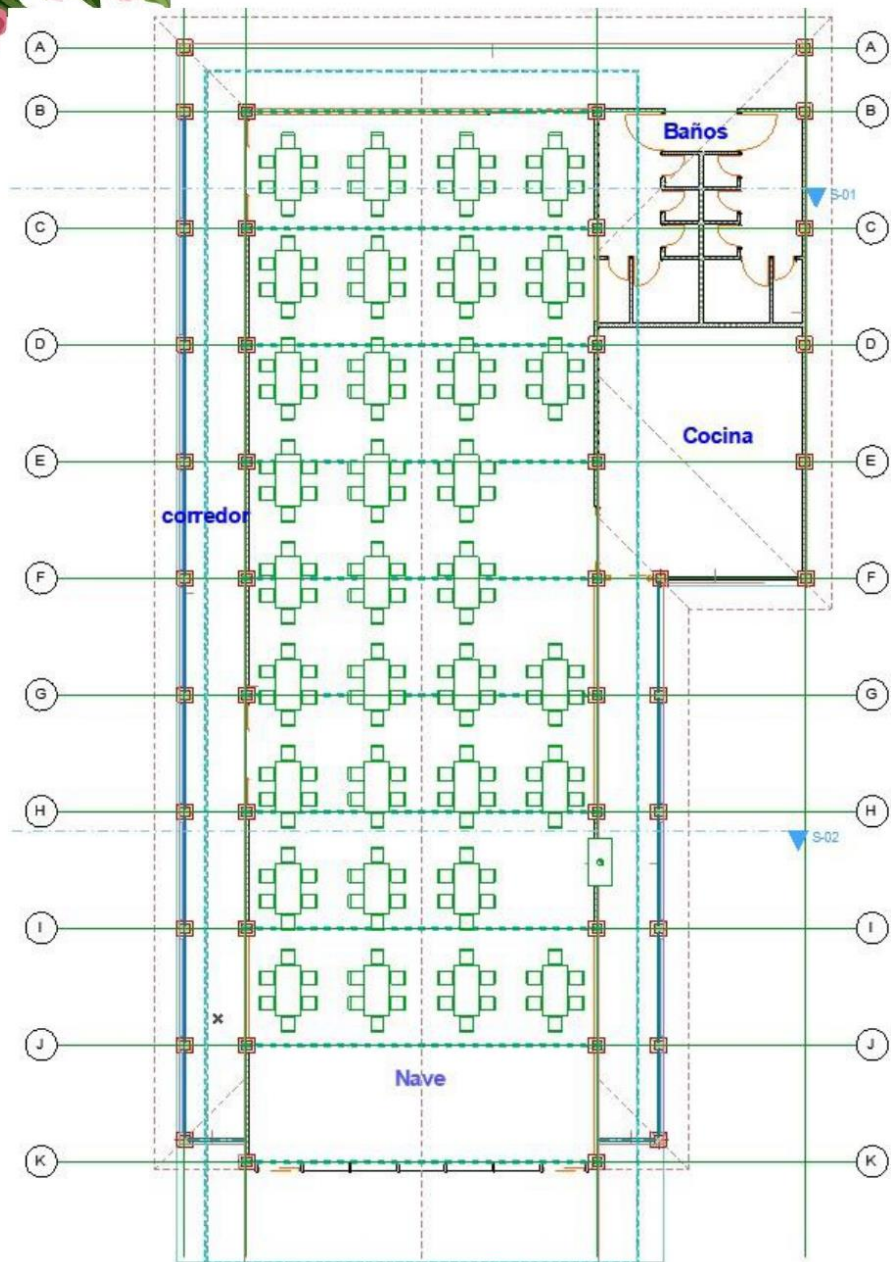 A A
B B
Baños
S-01
C C
D D
Cocina
E E
corredor
F F
G G
H H
S-02
I I
J J
Nave
K K